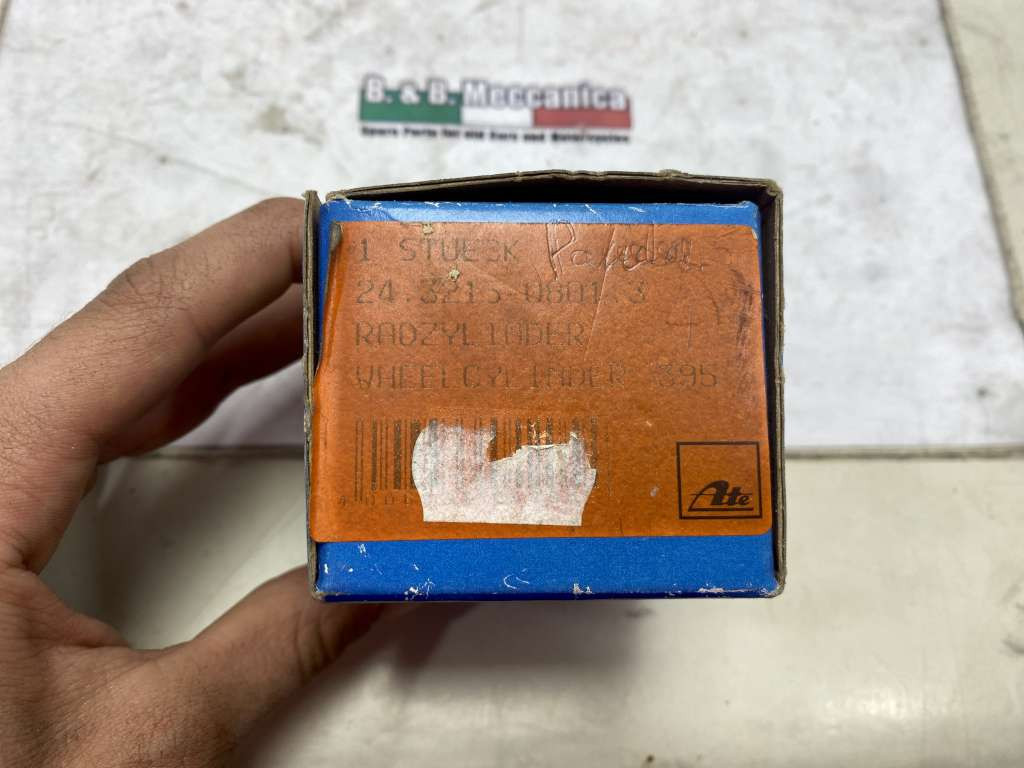 B. & B. Meccanica
Spare Parts for old Cars and Motorcycles
1 STUECK
24.3215-0801.3
RADZYLINDER
WHEELCYLINDER 395
Ate